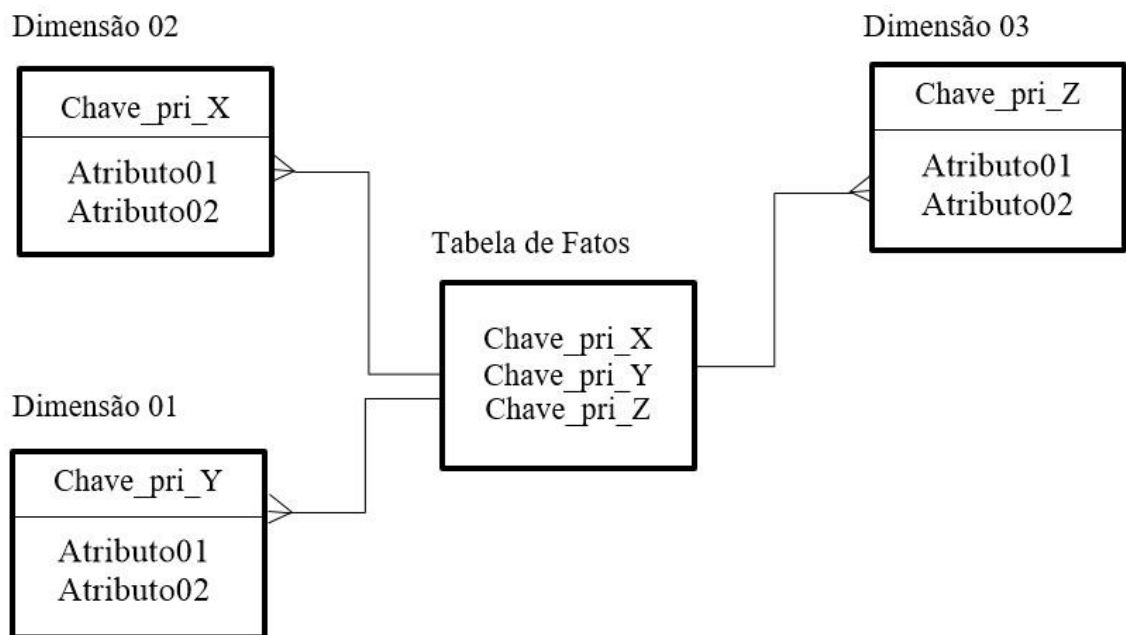 Dimensão 02
Chave_pri_X
Atributo01
Atributo02
Dimensão 03
Chave_pri_Z
Atributo01
Atributo02
Tabela de Fatos
Chave_pri_X
Chave_pri_Y
Chave_pri_Z
Dimensão 01
Chave_pri_Y
Atributo01
Atributo02